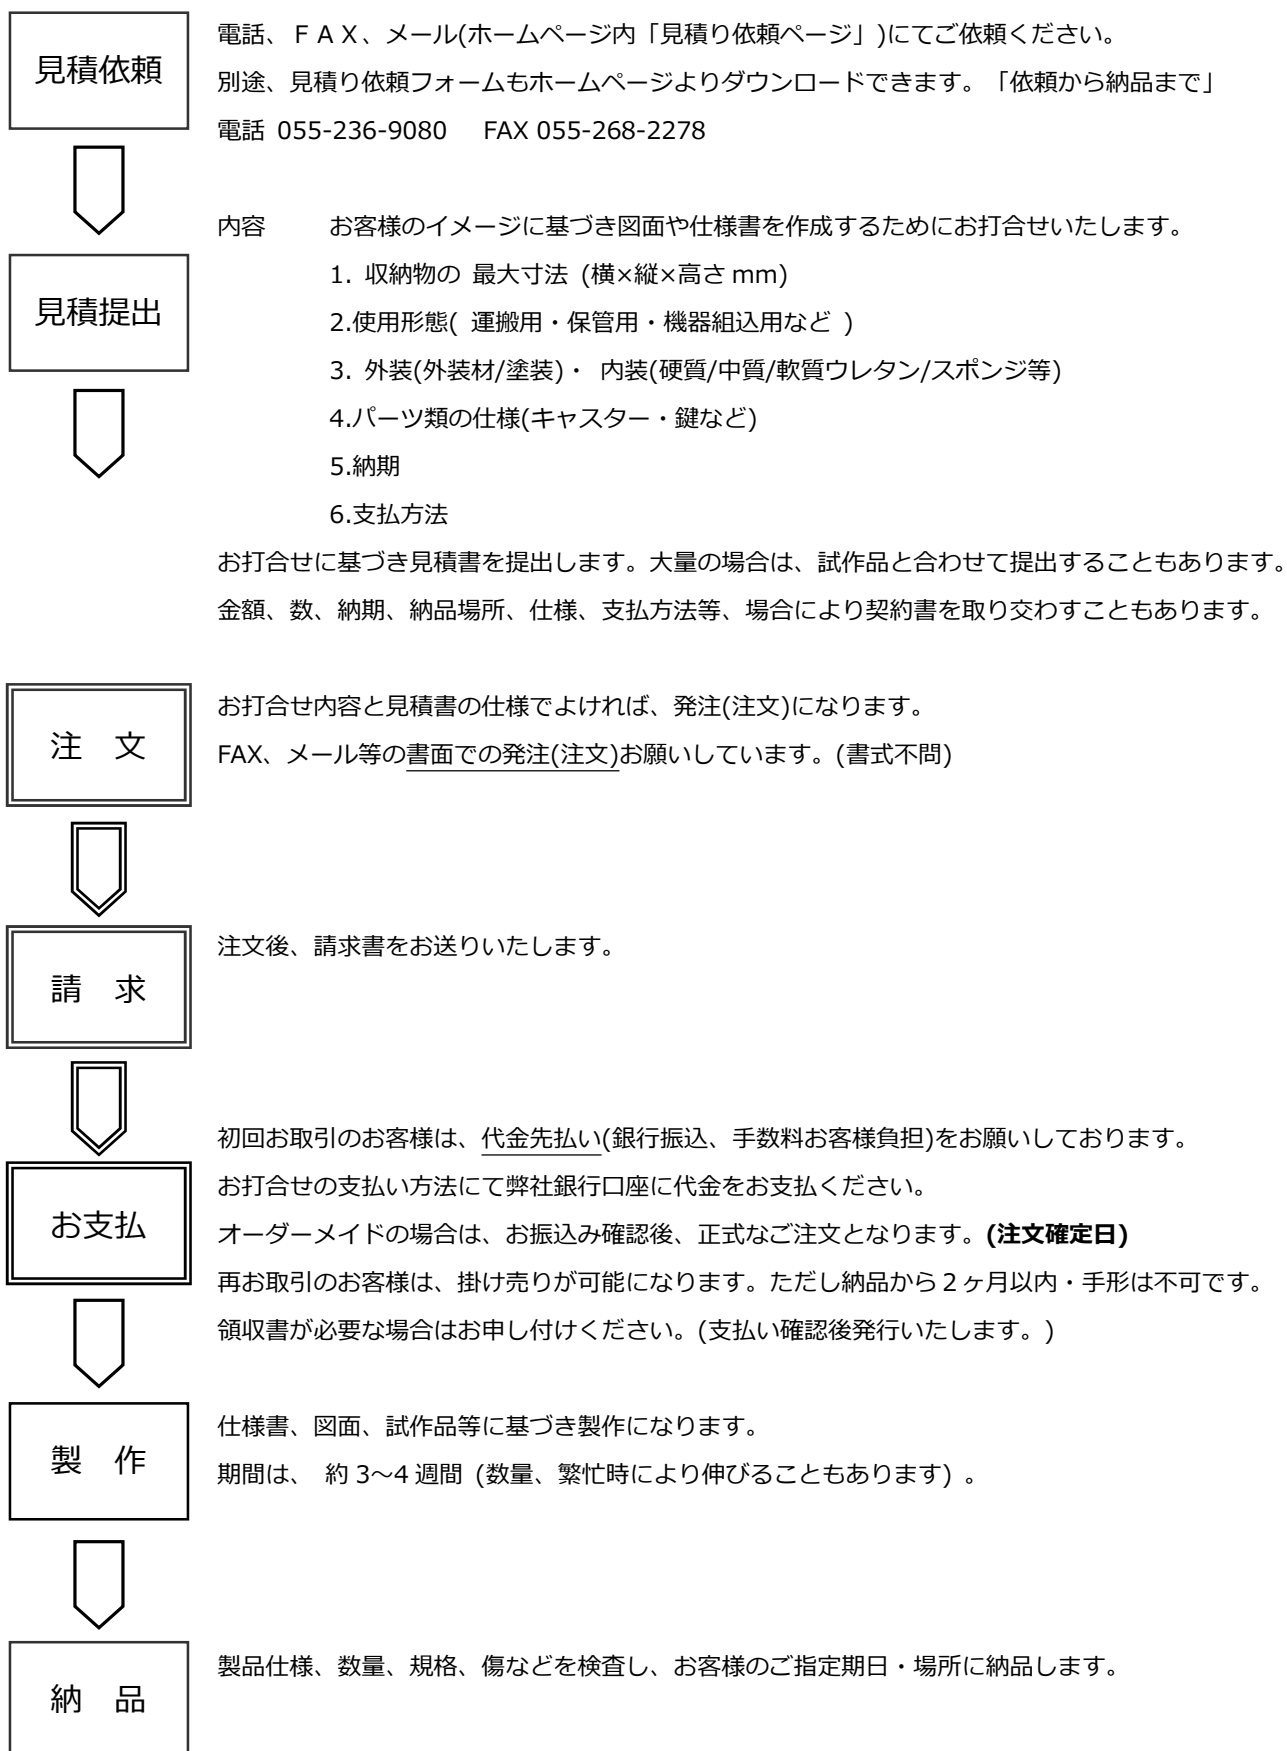 見積依頼
電話、ＦＡＸ、メール(ホームページ内「見積り依頼ページ」)にてご依頼ください。
別途、見積り依頼フォームもホームページよりダウンロードできます。「依頼から納品まで」
電話 055-236-9080　FAX 055-268-2278
見積提出
内容　お客様のイメージに基づき図面や仕様書を作成するためにお打合せいたします。
1. 収納物の 最大寸法 (横×縦×高さ mm)
2.使用形態( 運搬用・保管用・機器組込用など )
3. 外装(外装材/塗装)・ 内装(硬質/中質/軟質ウレタン/スポンジ等)
4.パーツ類の仕様(キャスター・鍵など)
5.納期
6.支払方法
お打合せに基づき見積書を提出します。大量の場合は、試作品と合わせて提出することもあります。
金額、数、納期、納品場所、仕様、支払方法等、場合により契約書を取り交わすこともあります。
注　文
お打合せ内容と見積書の仕様でよければ、発注(注文)になります。
FAX、メール等の書面での発注(注文)お願いしています。(書式不問)
請　求
注文後、請求書をお送りいたします。
お支払
初回お取引のお客様は、代金先払い(銀行振込、手数料お客様負担)をお願いしております。
お打合せの支払い方法にて弊社銀行口座に代金をお支払ください。
オーダーメイドの場合は、お振込み確認後、正式なご注文となります。(注文確定日)
再お取引のお客様は、掛け売りが可能になります。ただし納品から２ヶ月以内・手形は不可です。
領収書が必要な場合はお申し付けください。(支払い確認後発行いたします。)
製　作
仕様書、図面、試作品等に基づき製作になります。
期間は、 約 3～4 週間 (数量、繁忙時により伸びることもあります) 。
納　品
製品仕様、数量、規格、傷などを検査し、お客様のご指定期日・場所に納品します。